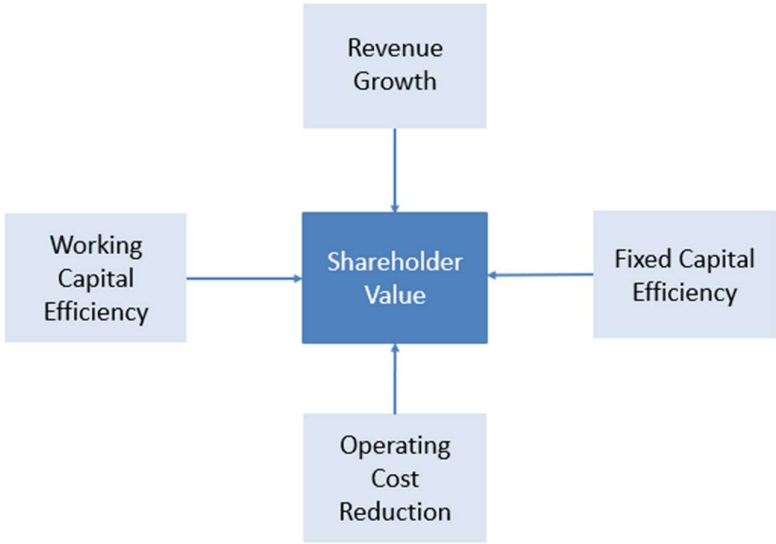 Revenue
Growth
Working
Capital
Efficiency
Shareholder
Value
Fixed Capital
Efficiency
Operating
Cost
Reduction